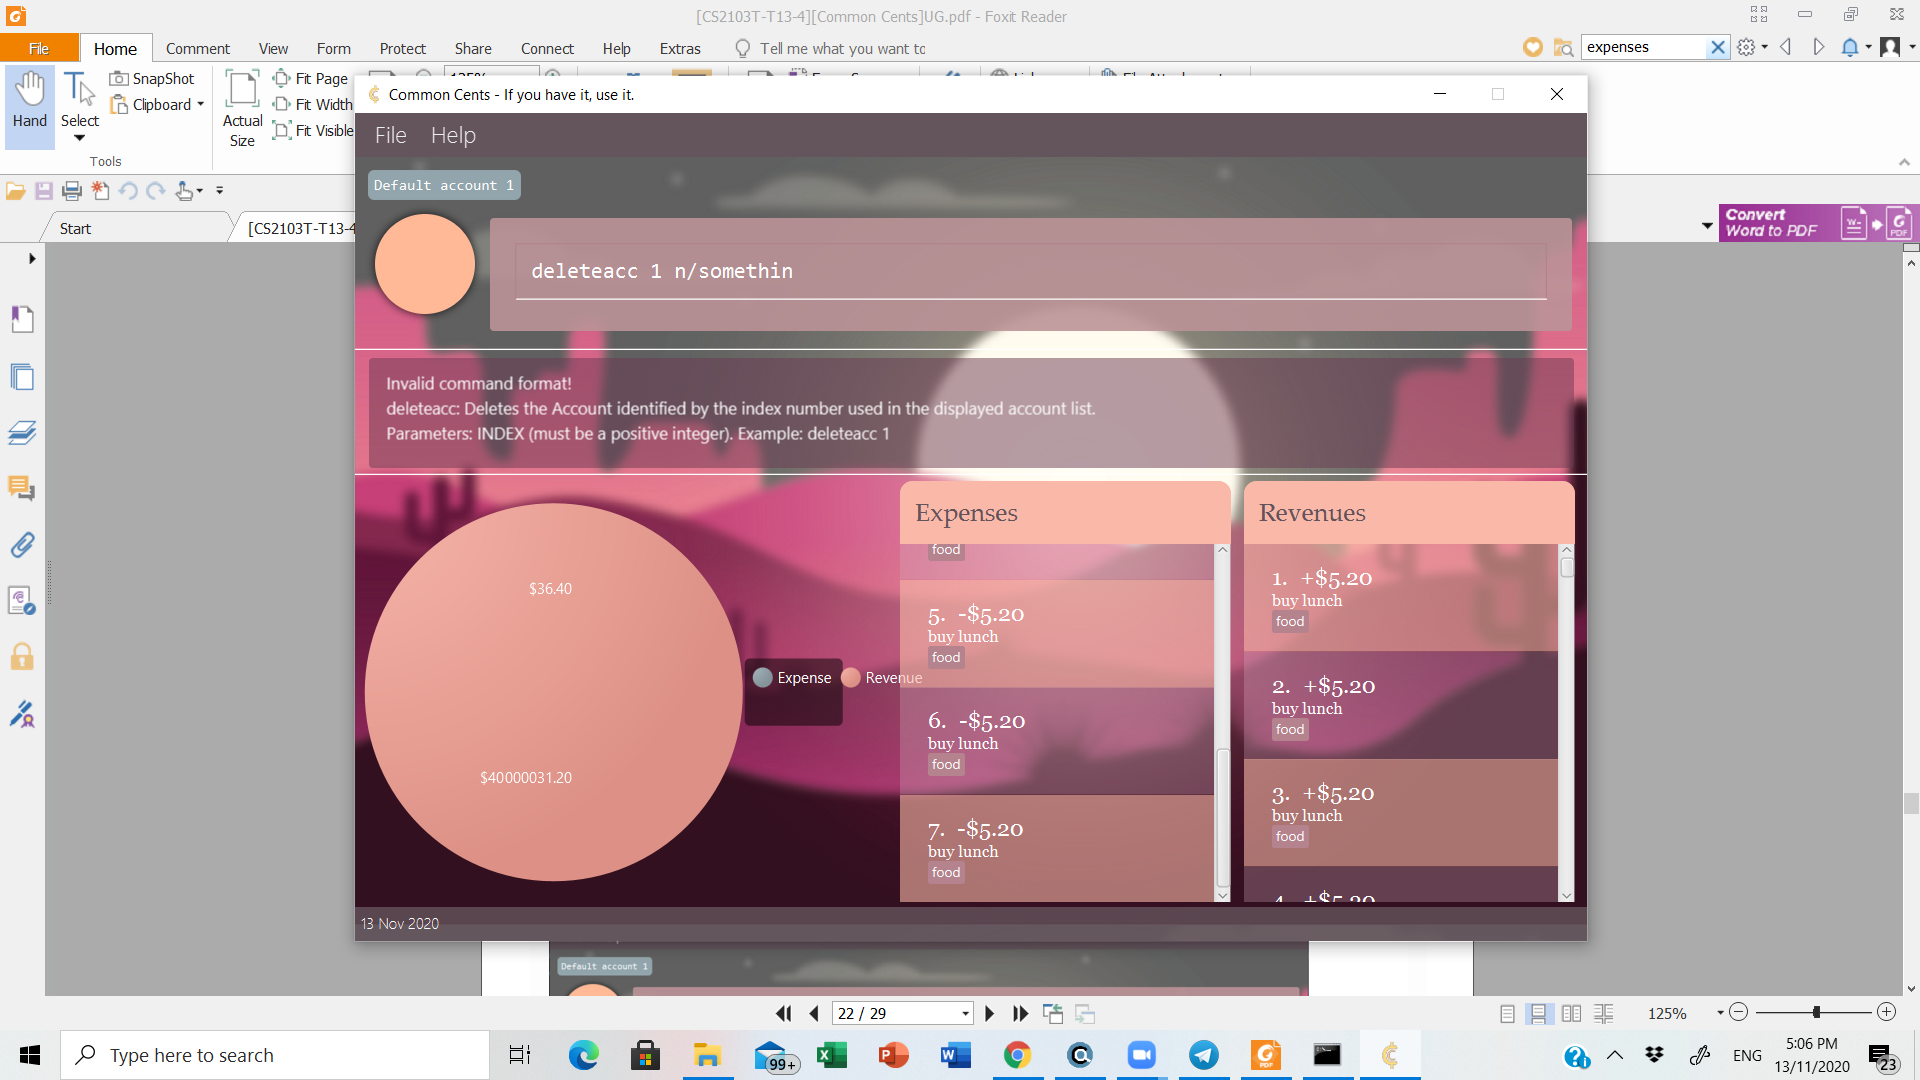 [CS2103T-T13-4][Common Cents]UG.pdf - Foxit Reader
File
Home
Comment
View
Form
Protect
Share
Connect
Help
Extras
Tell me what you want to
expenses
Hand
Select
SnapShot
Clipboard
Actual
Size
Fit Page
Fit Width
Fit Visible
Tools
Start
[CS2103T-T13-4
Convert
Word to PDF
Common Cents - If you have it, use it.
File Help
Default account 1
deleteacc 1 n/somethin
Invalid command format!
deleteacc: Deletes the Account identified by the index number used in the displayed account list.
Parameters: INDEX (must be a positive integer). Example: deleteacc 1
$36.40
$40000031.20
Expense
Revenue
Expenses
food
5. -$5.20
buy lunch
food
6. -$5.20
buy lunch
food
7. -$5.20
buy lunch
food
Revenues
1. +$5.20
buy lunch
food
2. +$5.20
buy lunch
food
3. +$5.20
buy lunch
food
4. +$5.20
13 Nov 2020
Default account 1
22 / 29
125%
Type here to search
99+
ENG
5:06 PM
13/11/2020
23